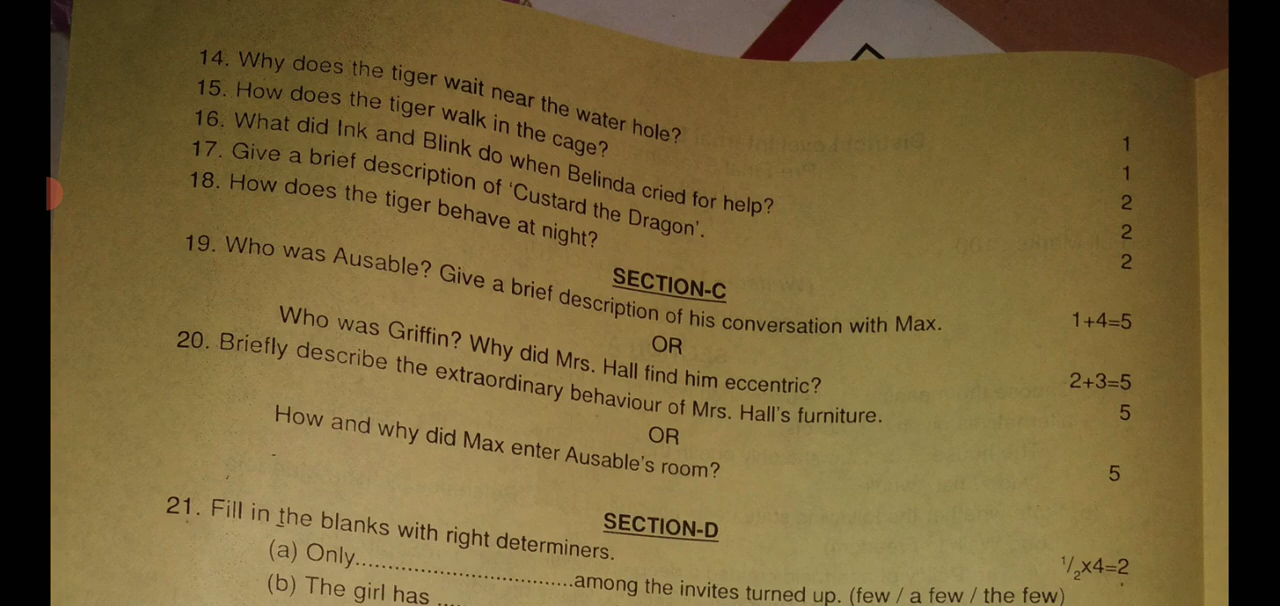 14. Why does the tiger wait near the water hole? 1
15. How does the tiger walk in the cage? 1
16. What did Ink and Blink do when Belinda cried for help? 2
17. Give a brief description of 'Custard the Dragon'. 2
18. How does the tiger behave at night? 2
SECTION-C
19. Who was Ausable? Give a brief description of his conversation with Max. 1+4=5
OR
Who was Griffin? Why did Mrs. Hall find him eccentric? 2+3=5
20. Briefly describe the extraordinary behaviour of Mrs. Hall's furniture. 5
OR
How and why did Max enter Ausable's room? 5
SECTION-D
21. Fill in the blanks with right determiners. ½x4=2
(a) Only.................................among the invites turned up. (few / a few / the few)
(b) The girl has ....